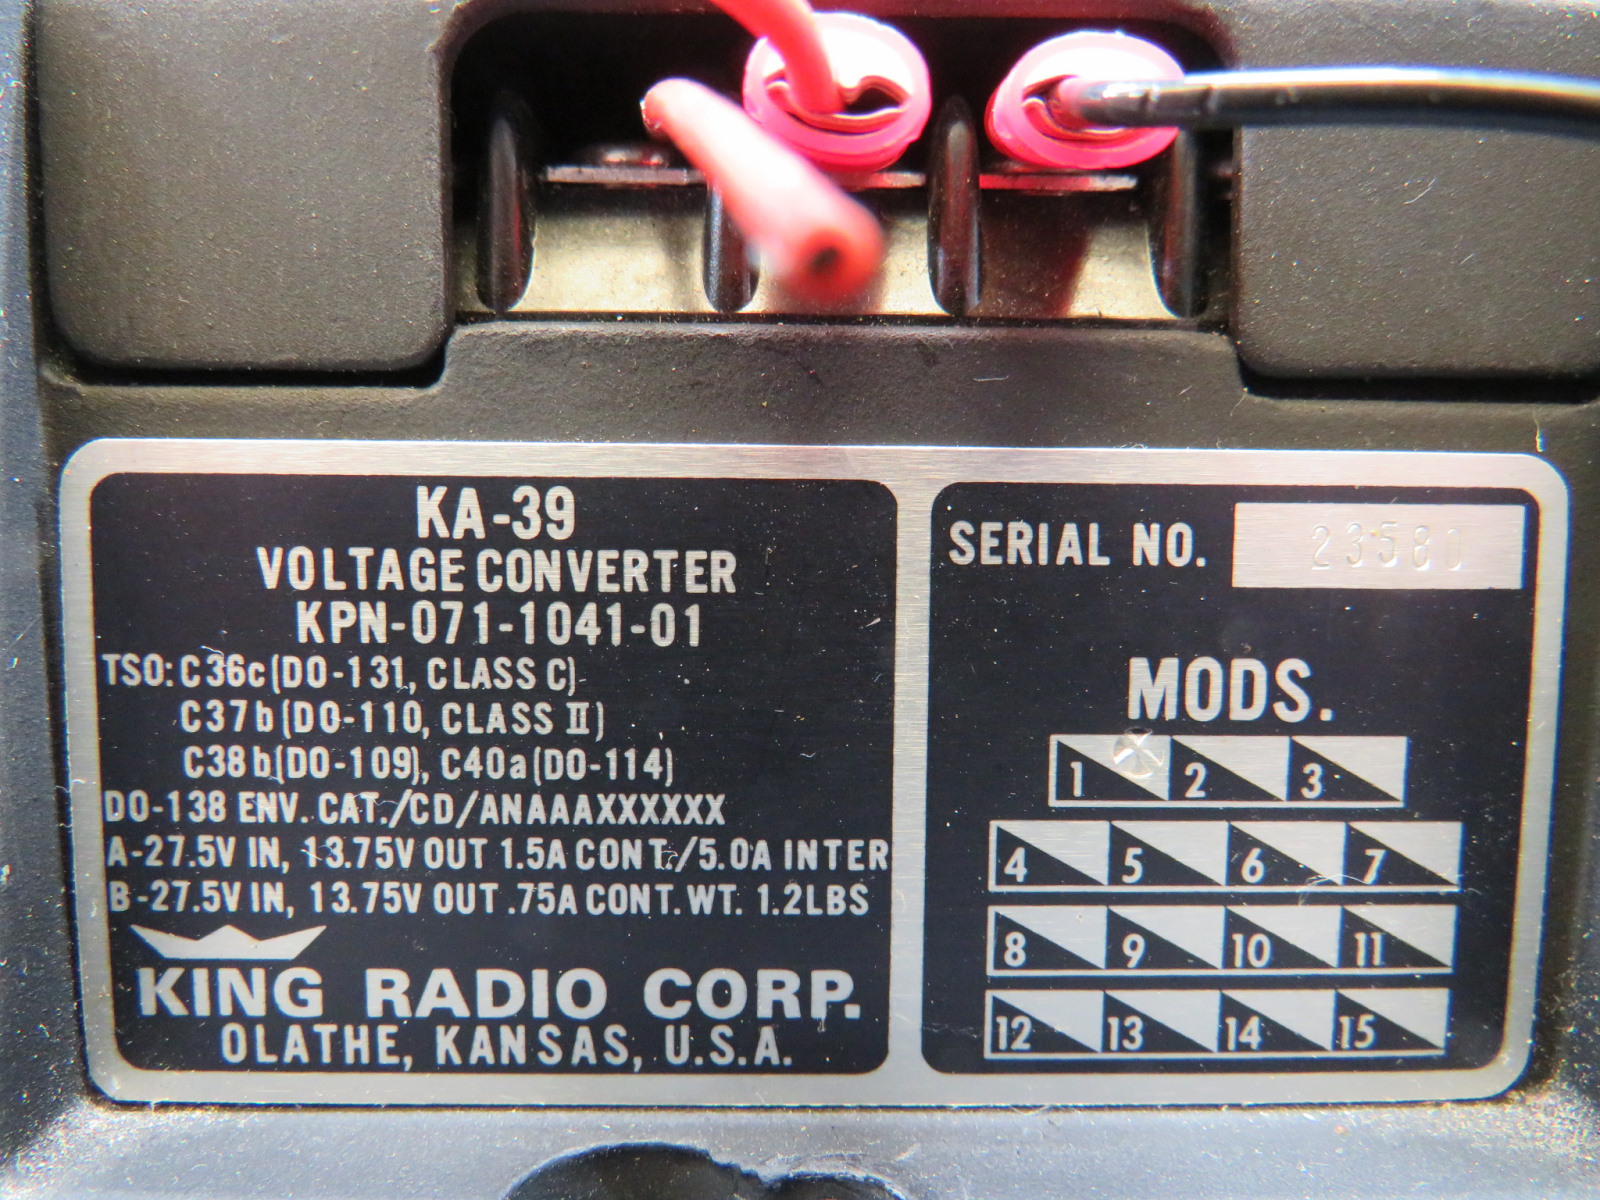 KA-39
VOLTAGE CONVERTER
KPN-071-1041-01
TSO: C36c (DO-131, CLASS C)
C37b (DO-110, CLASS II)
C38b (DO-109), C40a (DO-114)
DO-138 ENV. CAT./CD/ANAAAXXXXXX
A-27.5V IN, 13.75V OUT 1.5A CONT./5.0A INTER
B-27.5V IN, 13.75V OUT .75A CONT. WT. 1.2LBS
KING RADIO CORP.
OLATHE, KANSAS, U.S.A.
SERIAL NO. 23580
MODS.
1 2 3
4 5 6 7
8 9 10 11
12 13 14 15